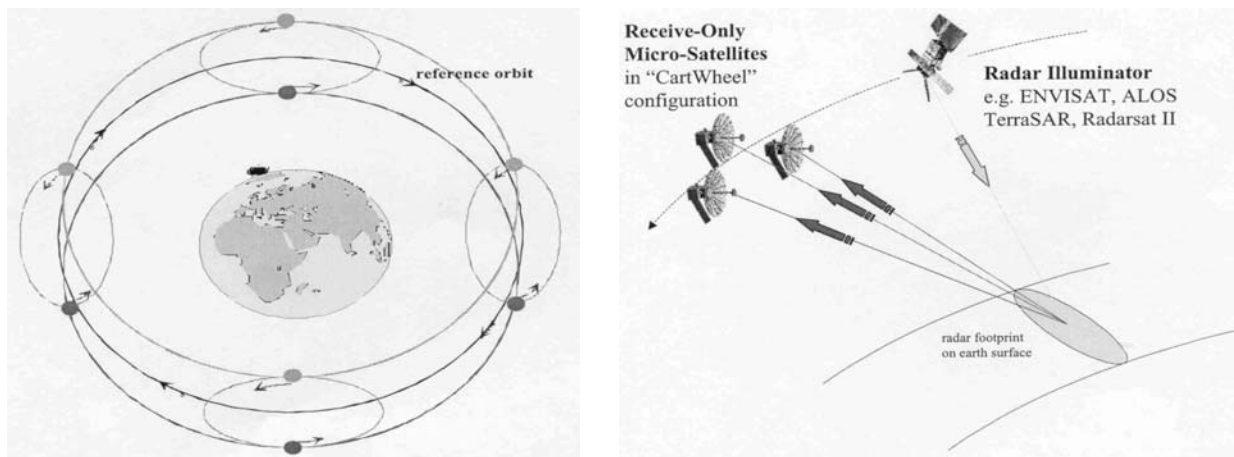 reference orbit
Receive-Only
Micro-Satellites
in “CartWheel”
configuration
Radar Illuminator
e.g. ENVISAT, ALOS
TerraSAR, Radarsat II
radar footprint
on earth surface